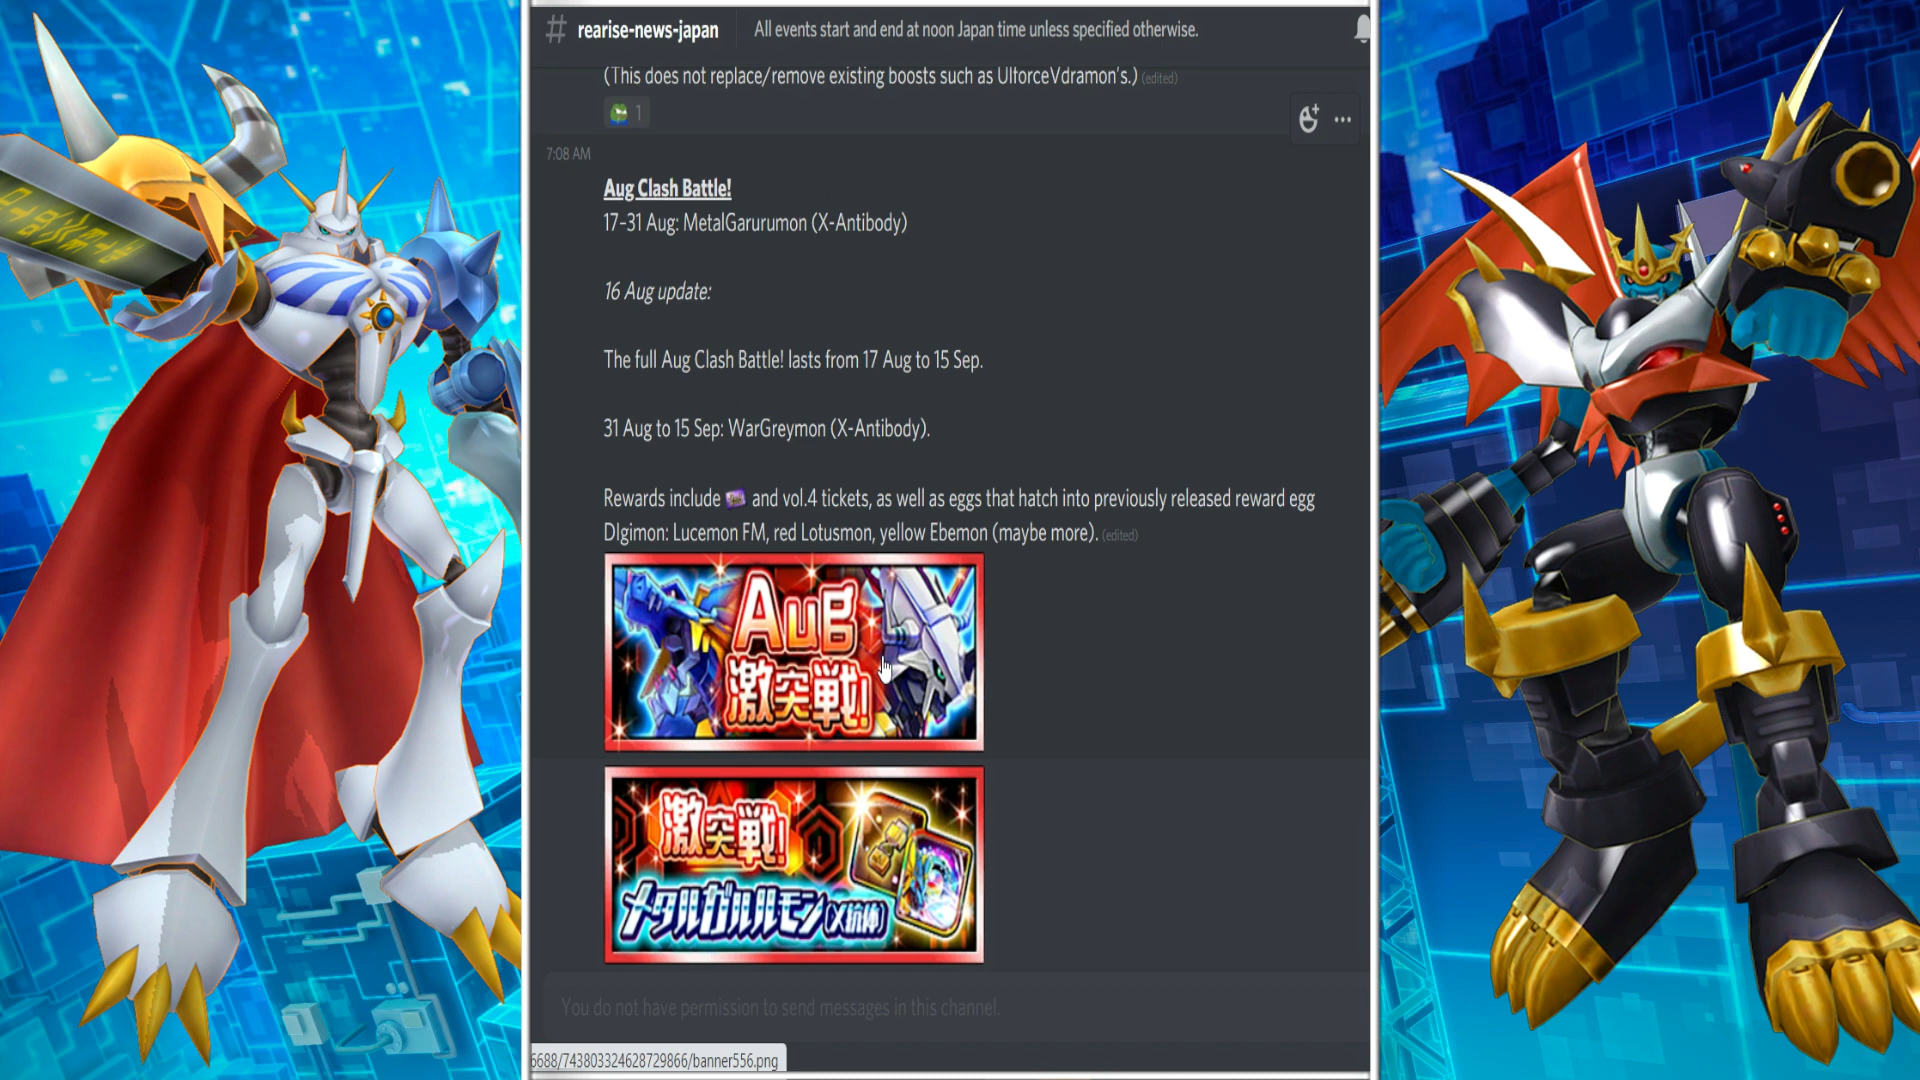 # rearise-news-japan
All events start and end at noon Japan time unless specified otherwise.
(This does not replace/remove existing boosts such as UlforceVdramon's.) (edited)
1
7:08 AM
Aug Clash Battle!
17-31 Aug: MetalGarurumon (X-Antibody)
16 Aug update:
The full Aug Clash Battle! lasts from 17 Aug to 15 Sep.
31 Aug to 15 Sep: WarGreymon (X-Antibody).
Rewards include and vol.4 tickets, as well as eggs that hatch into previously released reward egg
DIgimon: Lucemon FM, red Lotusmon, yellow Ebemon (maybe more). (edited)
AuG
激突戦!
激突戦!
メタルガルルモン(X抗体)
You do not have permission to send messages in this channel.
6688/743803324628729866/banner556.png